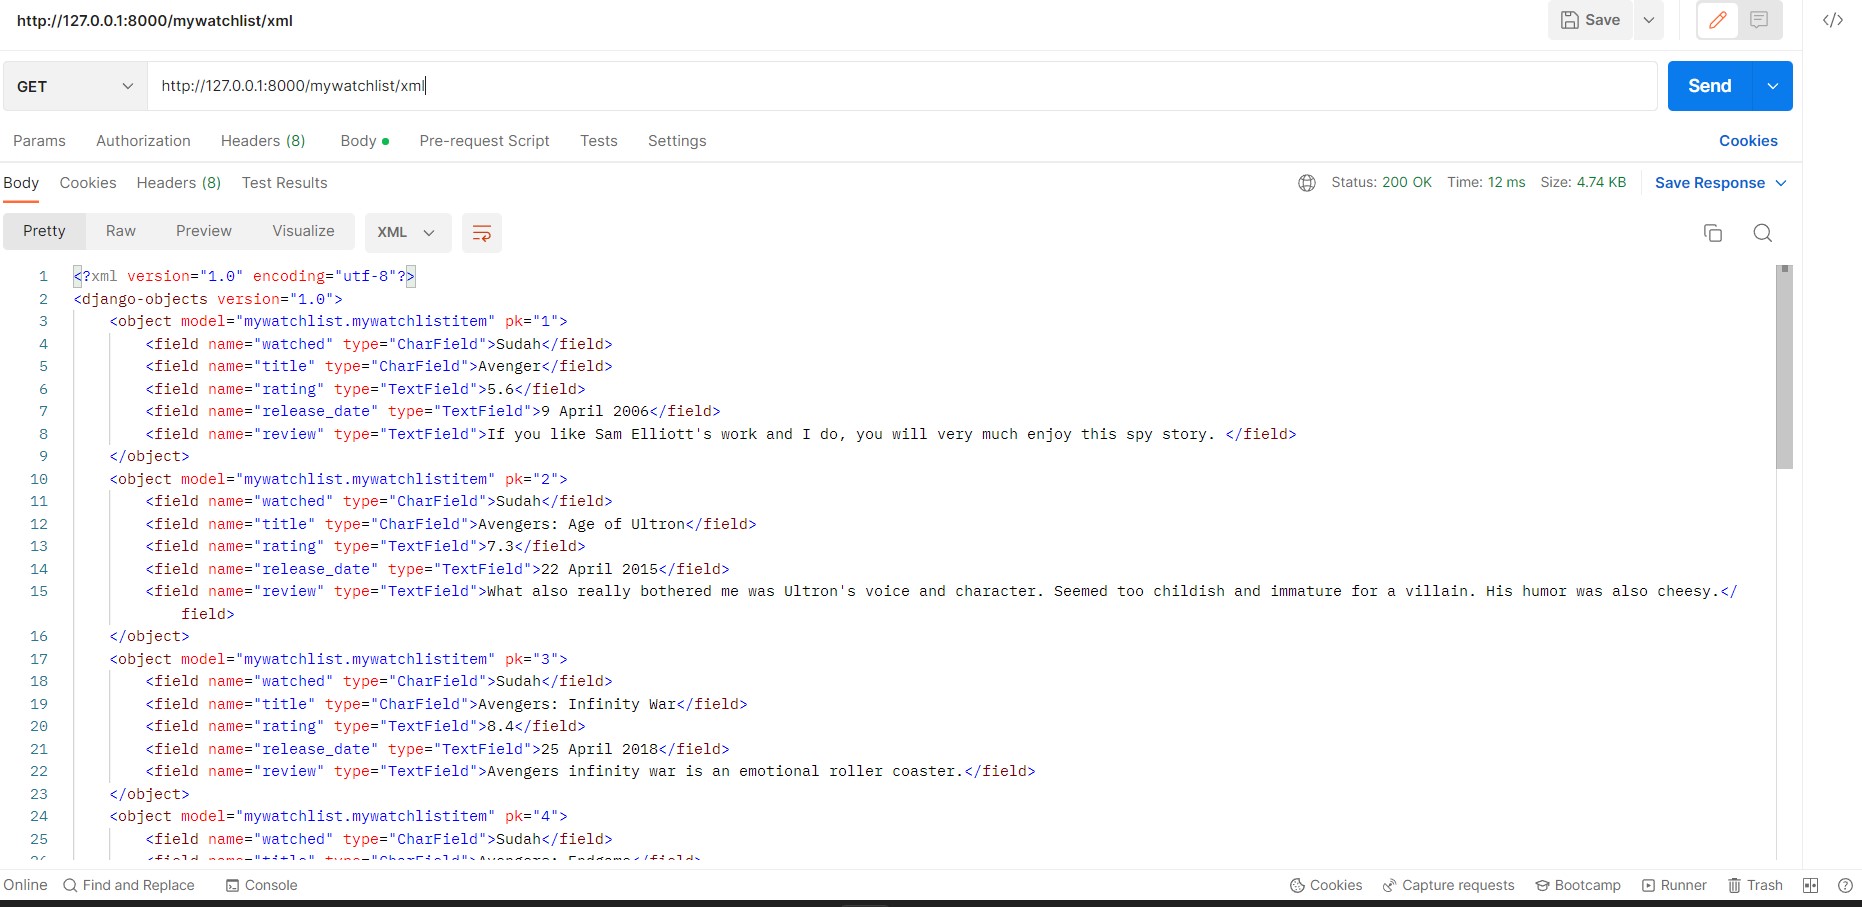 http://127.0.0.1:8000/mywatchlist/xml
Save
GET
http://127.0.0.1:8000/mywatchlist/xml
Send
Params Authorization Headers (8) Body Pre-request Script Tests Settings Cookies
Body Cookies Headers (8) Test Results Status: 200 OK Time: 12 ms Size: 4.74 KB Save Response
Pretty Raw Preview Visualize XML
1 <?xml version="1.0" encoding="utf-8"?>
2 <django-objects version="1.0">
3 <object model="mywatchlist.mywatchlistitem" pk="1">
4 <field name="watched" type="CharField">Sudah</field>
5 <field name="title" type="CharField">Avenger</field>
6 <field name="rating" type="TextField">5.6</field>
7 <field name="release_date" type="TextField">9 April 2006</field>
8 <field name="review" type="TextField">If you like Sam Elliott's work and I do, you will very much enjoy this spy story. </field>
9 </object>
10 <object model="mywatchlist.mywatchlistitem" pk="2">
11 <field name="watched" type="CharField">Sudah</field>
12 <field name="title" type="CharField">Avengers: Age of Ultron</field>
13 <field name="rating" type="TextField">7.3</field>
14 <field name="release_date" type="TextField">22 April 2015</field>
15 <field name="review" type="TextField">What also really bothered me was Ultron's voice and character. Seemed too childish and immature for a villain. His humor was also cheesy.</
field>
16 </object>
17 <object model="mywatchlist.mywatchlistitem" pk="3">
18 <field name="watched" type="CharField">Sudah</field>
19 <field name="title" type="CharField">Avengers: Infinity War</field>
20 <field name="rating" type="TextField">8.4</field>
21 <field name="release_date" type="TextField">25 April 2018</field>
22 <field name="review" type="TextField">Avengers infinity war is an emotional roller coaster.</field>
23 </object>
24 <object model="mywatchlist.mywatchlistitem" pk="4">
25 <field name="watched" type="CharField">Sudah</field>
26 <field name="title" type="CharField">Avengers: Endgame</field>
Online Find and Replace Console Cookies Capture requests Bootcamp Runner Trash